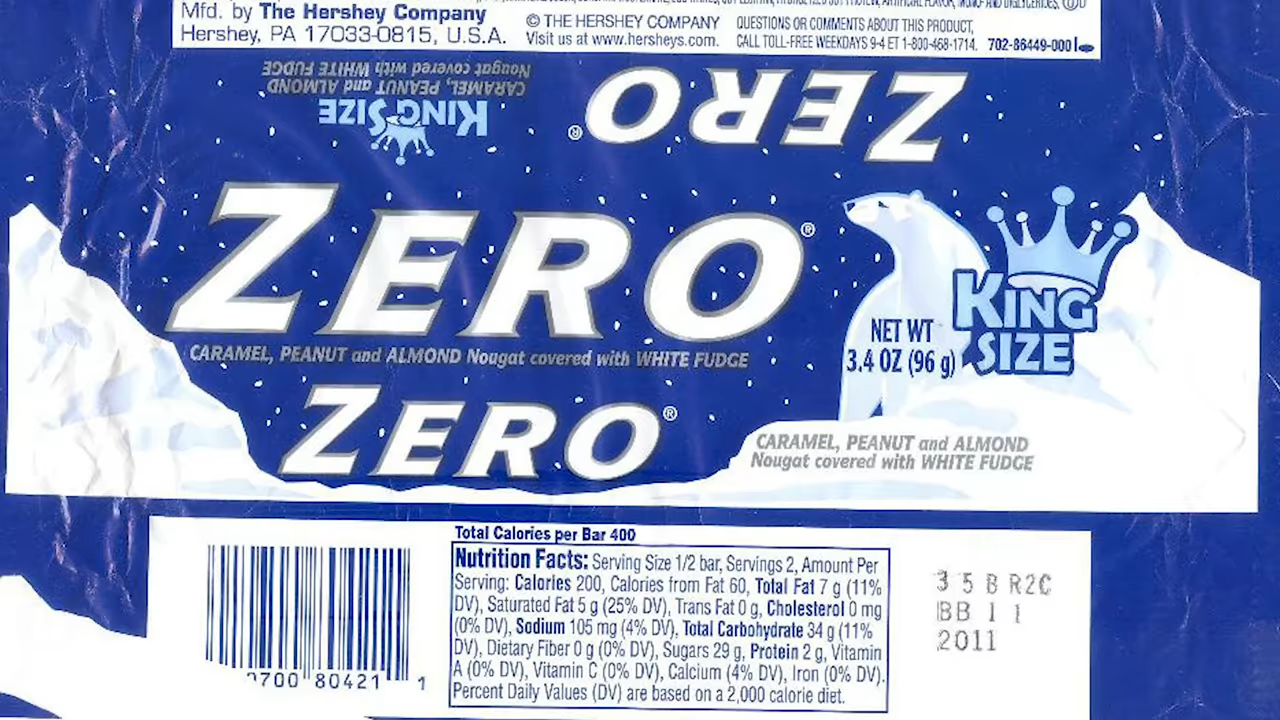 ARTIFICIAL FLAVOR, MONO- AND DIGLYCERIDES. Ⓤ D
Mfd. by The Hershey Company
Hershey, PA 17033-0815, U.S.A.
© THE HERSHEY COMPANY
Visit us at www.hersheys.com.
QUESTIONS OR COMMENTS ABOUT THIS PRODUCT,
CALL TOLL-FREE WEEKDAYS 9-4 ET 1-800-468-1714. 702-86449-000
ZERO®
KING SIZE
CARAMEL, PEANUT and ALMOND
Nougat covered with WHITE FUDGE
ZERO®
CARAMEL, PEANUT and ALMOND Nougat covered with WHITE FUDGE
NET WT
3.4 OZ (96 g)
KING
SIZE
ZERO®
CARAMEL, PEANUT and ALMOND
Nougat covered with WHITE FUDGE
0700 80421 1
Total Calories per Bar 400
Nutrition Facts: Serving Size 1/2 bar, Servings 2, Amount Per
Serving: Calories 200, Calories from Fat 60, Total Fat 7 g (11%
DV), Saturated Fat 5 g (25% DV), Trans Fat 0 g, Cholesterol 0 mg
(0% DV), Sodium 105 mg (4% DV), Total Carbohydrate 34 g (11%
DV), Dietary Fiber 0 g (0% DV), Sugars 29 g, Protein 2 g, Vitamin
A (0% DV), Vitamin C (0% DV), Calcium (4% DV), Iron (0% DV).
Percent Daily Values (DV) are based on a 2,000 calorie diet.
35B R2C
BB 11
2011